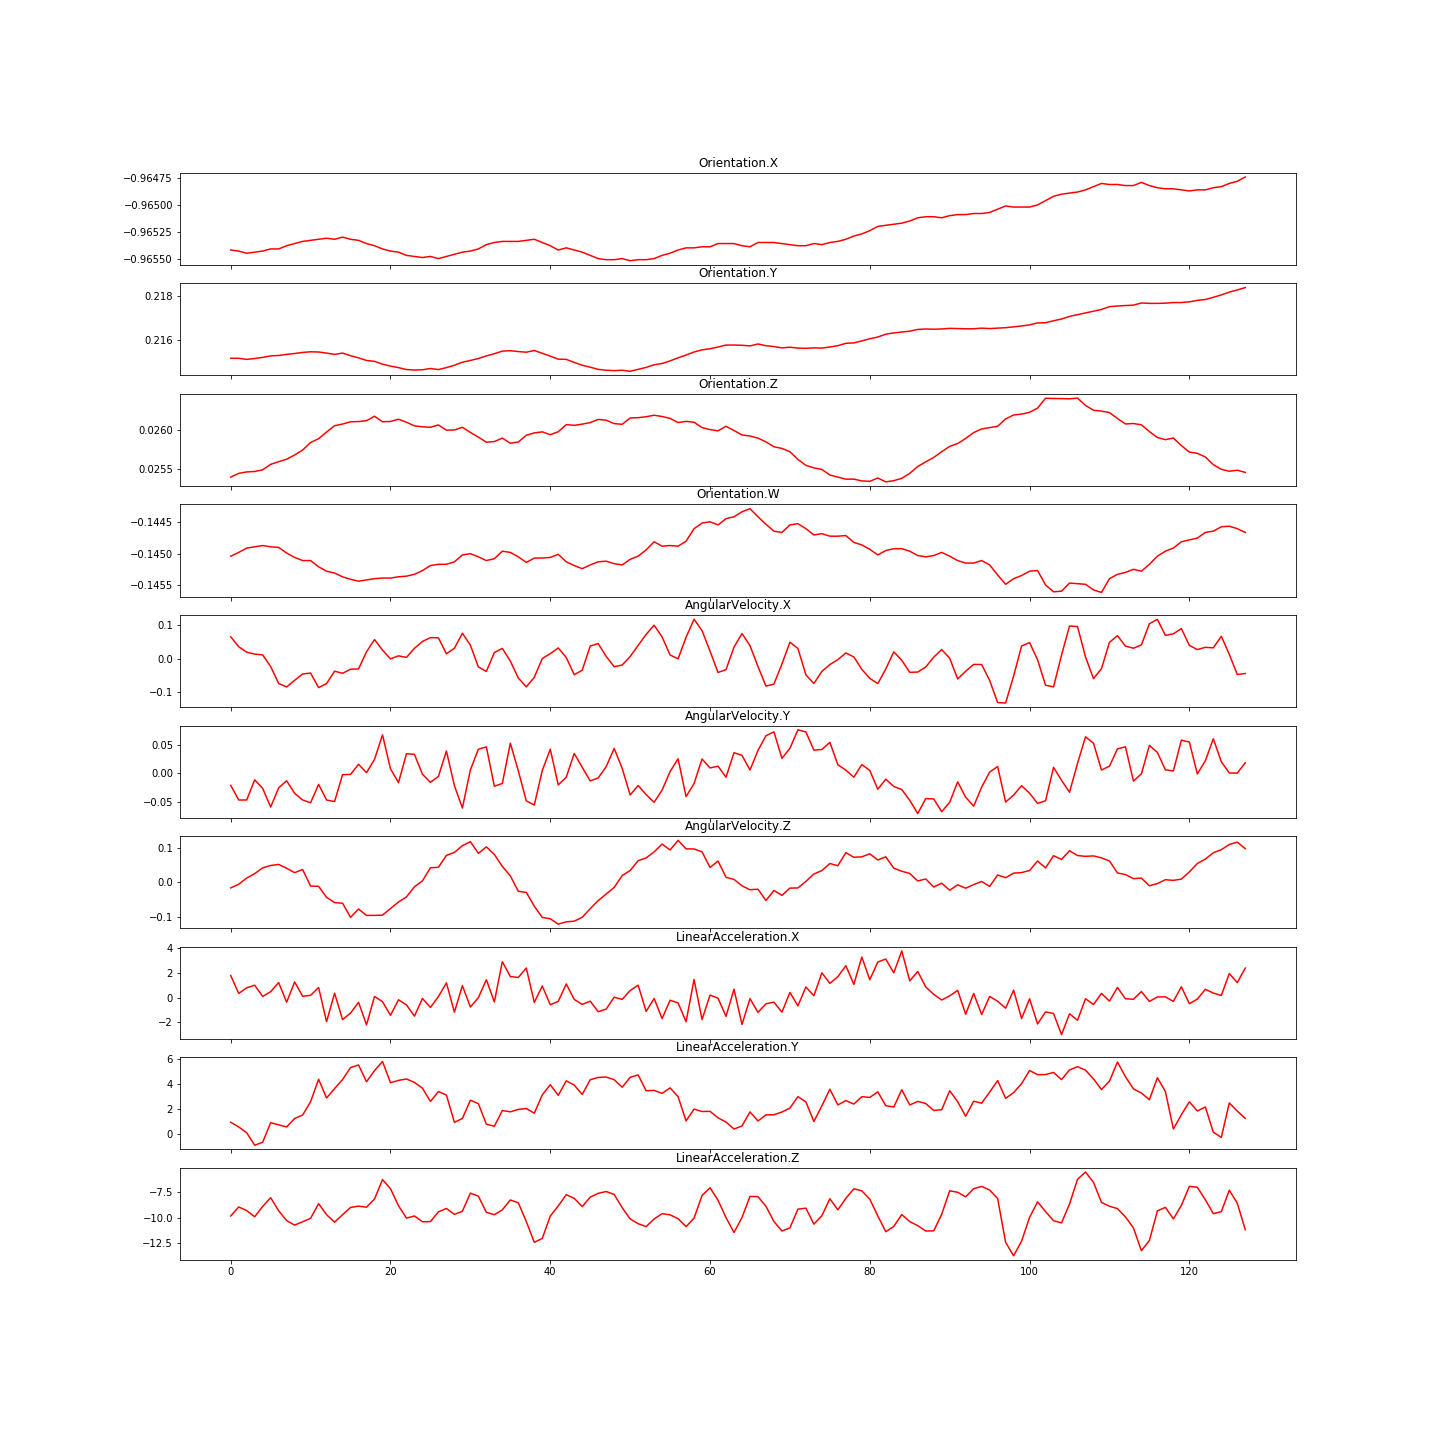 Orientation.X
−0.96475
−0.96500
−0.96525
−0.96550
Orientation.Y
0.218
0.216
Orientation.Z
0.0260
0.0255
Orientation.W
−0.1445
−0.1450
−0.1455
AngularVelocity.X
0.1
0.0
−0.1
AngularVelocity.Y
0.05
0.00
−0.05
AngularVelocity.Z
0.1
0.0
−0.1
LinearAcceleration.X
4
2
0
−2
LinearAcceleration.Y
6
4
2
0
LinearAcceleration.Z
−7.5
−10.0
−12.5
0 20 40 60 80 100 120